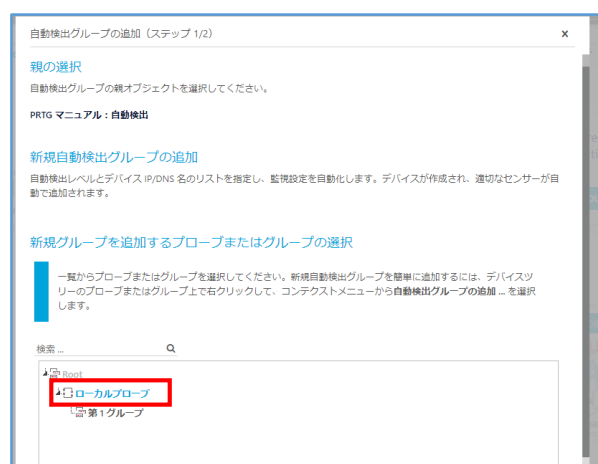 自動検出グループの追加（ステップ 1/2）
×
親の選択
自動検出グループの親オブジェクトを選択してください。
PRTG マニュアル：自動検出
新規自動検出グループの追加
自動検出レベルとデバイス IP/DNS 名のリストを指定し、監視設定を自動化します。デバイスが作成され、適切なセンサーが自
動で追加されます。
新規グループを追加するプローブまたはグループの選択
一覧からプローブまたはグループを選択してください。新規自動検出グループを簡単に追加するには、デバイスツ
リーのプローブまたはグループ上で右クリックして、コンテクストメニューから自動検出グループの追加 ... を選択
します。
検索 ...
Root
ローカルプローブ
第 1 グループ